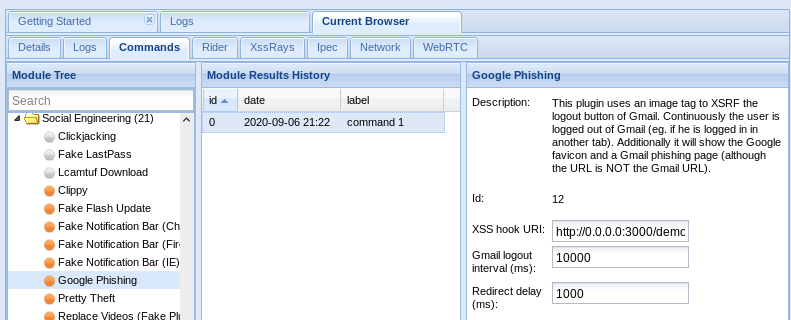 Getting Started
Logs
Current Browser
Details
Logs
Commands
Rider
XssRays
Ipec
Network
WebRTC
Module Tree
Search
Social Engineering (21)
Clickjacking
Fake LastPass
Lcamtuf Download
Clippy
Fake Flash Update
Fake Notification Bar (Ch
Fake Notification Bar (Fire
Fake Notification Bar (IE)
Google Phishing
Pretty Theft
Replace Videos (Fake Plu
Module Results History
id date label
0 2020-09-06 21:22 command 1
Google Phishing
Description: This plugin uses an image tag to XSRF the
logout button of Gmail. Continuously the user is
logged out of Gmail (eg. if he is logged in in
another tab). Additionally it will show the Google
favicon and a Gmail phishing page (although
the URL is NOT the Gmail URL).
Id: 12
XSS hook URI: http://0.0.0.0:3000/demo
Gmail logout
interval (ms): 10000
Redirect delay
(ms): 1000